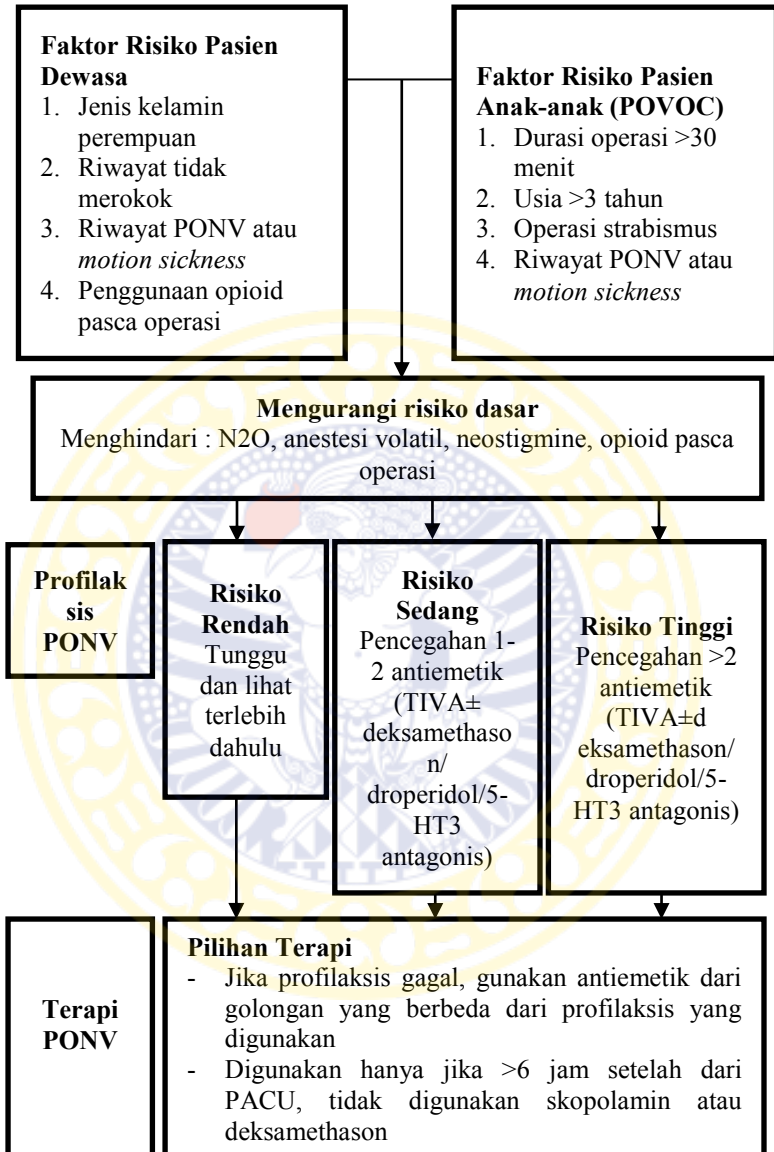 Faktor Risiko Pasien
Dewasa
1. Jenis kelamin
perempuan
2. Riwayat tidak
merokok
3. Riwayat PONV atau
motion sickness
4. Penggunaan opioid
pasca operasi
Faktor Risiko Pasien
Anak-anak (POVOC)
1. Durasi operasi >30
menit
2. Usia >3 tahun
3. Operasi strabismus
4. Riwayat PONV atau
motion sickness
Mengurangi risiko dasar
Menghindari : N2O, anestesi volatil, neostigmine, opioid pasca
operasi
Profilak
sis
PONV
Risiko
Rendah
Tunggu
dan lihat
terlebih
dahulu
Risiko
Sedang
Pencegahan 1-
2 antiemetik
(TIVA±
deksamethaso
n/
droperidol/5-
HT3
antagonis)
Risiko Tinggi
Pencegahan >2
antiemetik
(TIVA±d
eksamethason/
droperidol/5-
HT3 antagonis)
Terapi
PONV
Pilihan Terapi
- Jika profilaksis gagal, gunakan antiemetik dari
golongan yang berbeda dari profilaksis yang
digunakan
- Digunakan hanya jika >6 jam setelah dari
PACU, tidak digunakan skopolamin atau
deksamethason